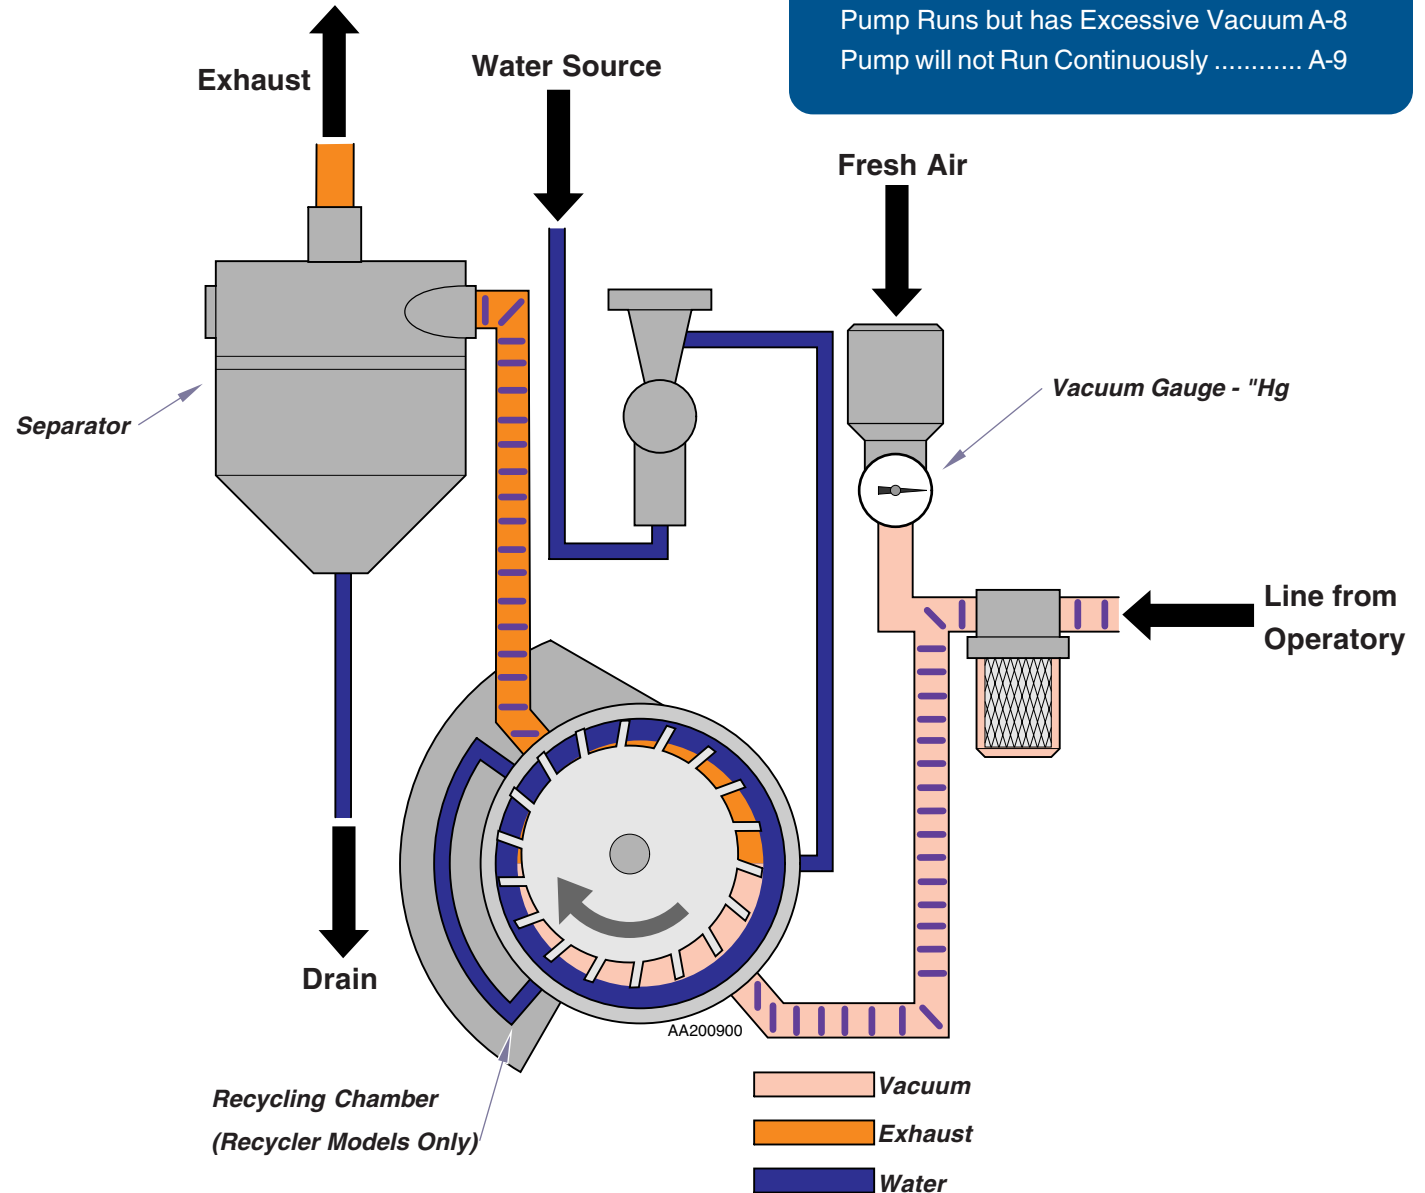 Pump Runs but has Excessive Vacuum A-8
Pump will not Run Continuously ............ A-9
Exhaust
Water Source
Fresh Air
Vacuum Gauge - "Hg
Separator
Line from
Operatory
Drain
AA200900
Recycling Chamber
(Recycler Models Only)
Vacuum
Exhaust
Water